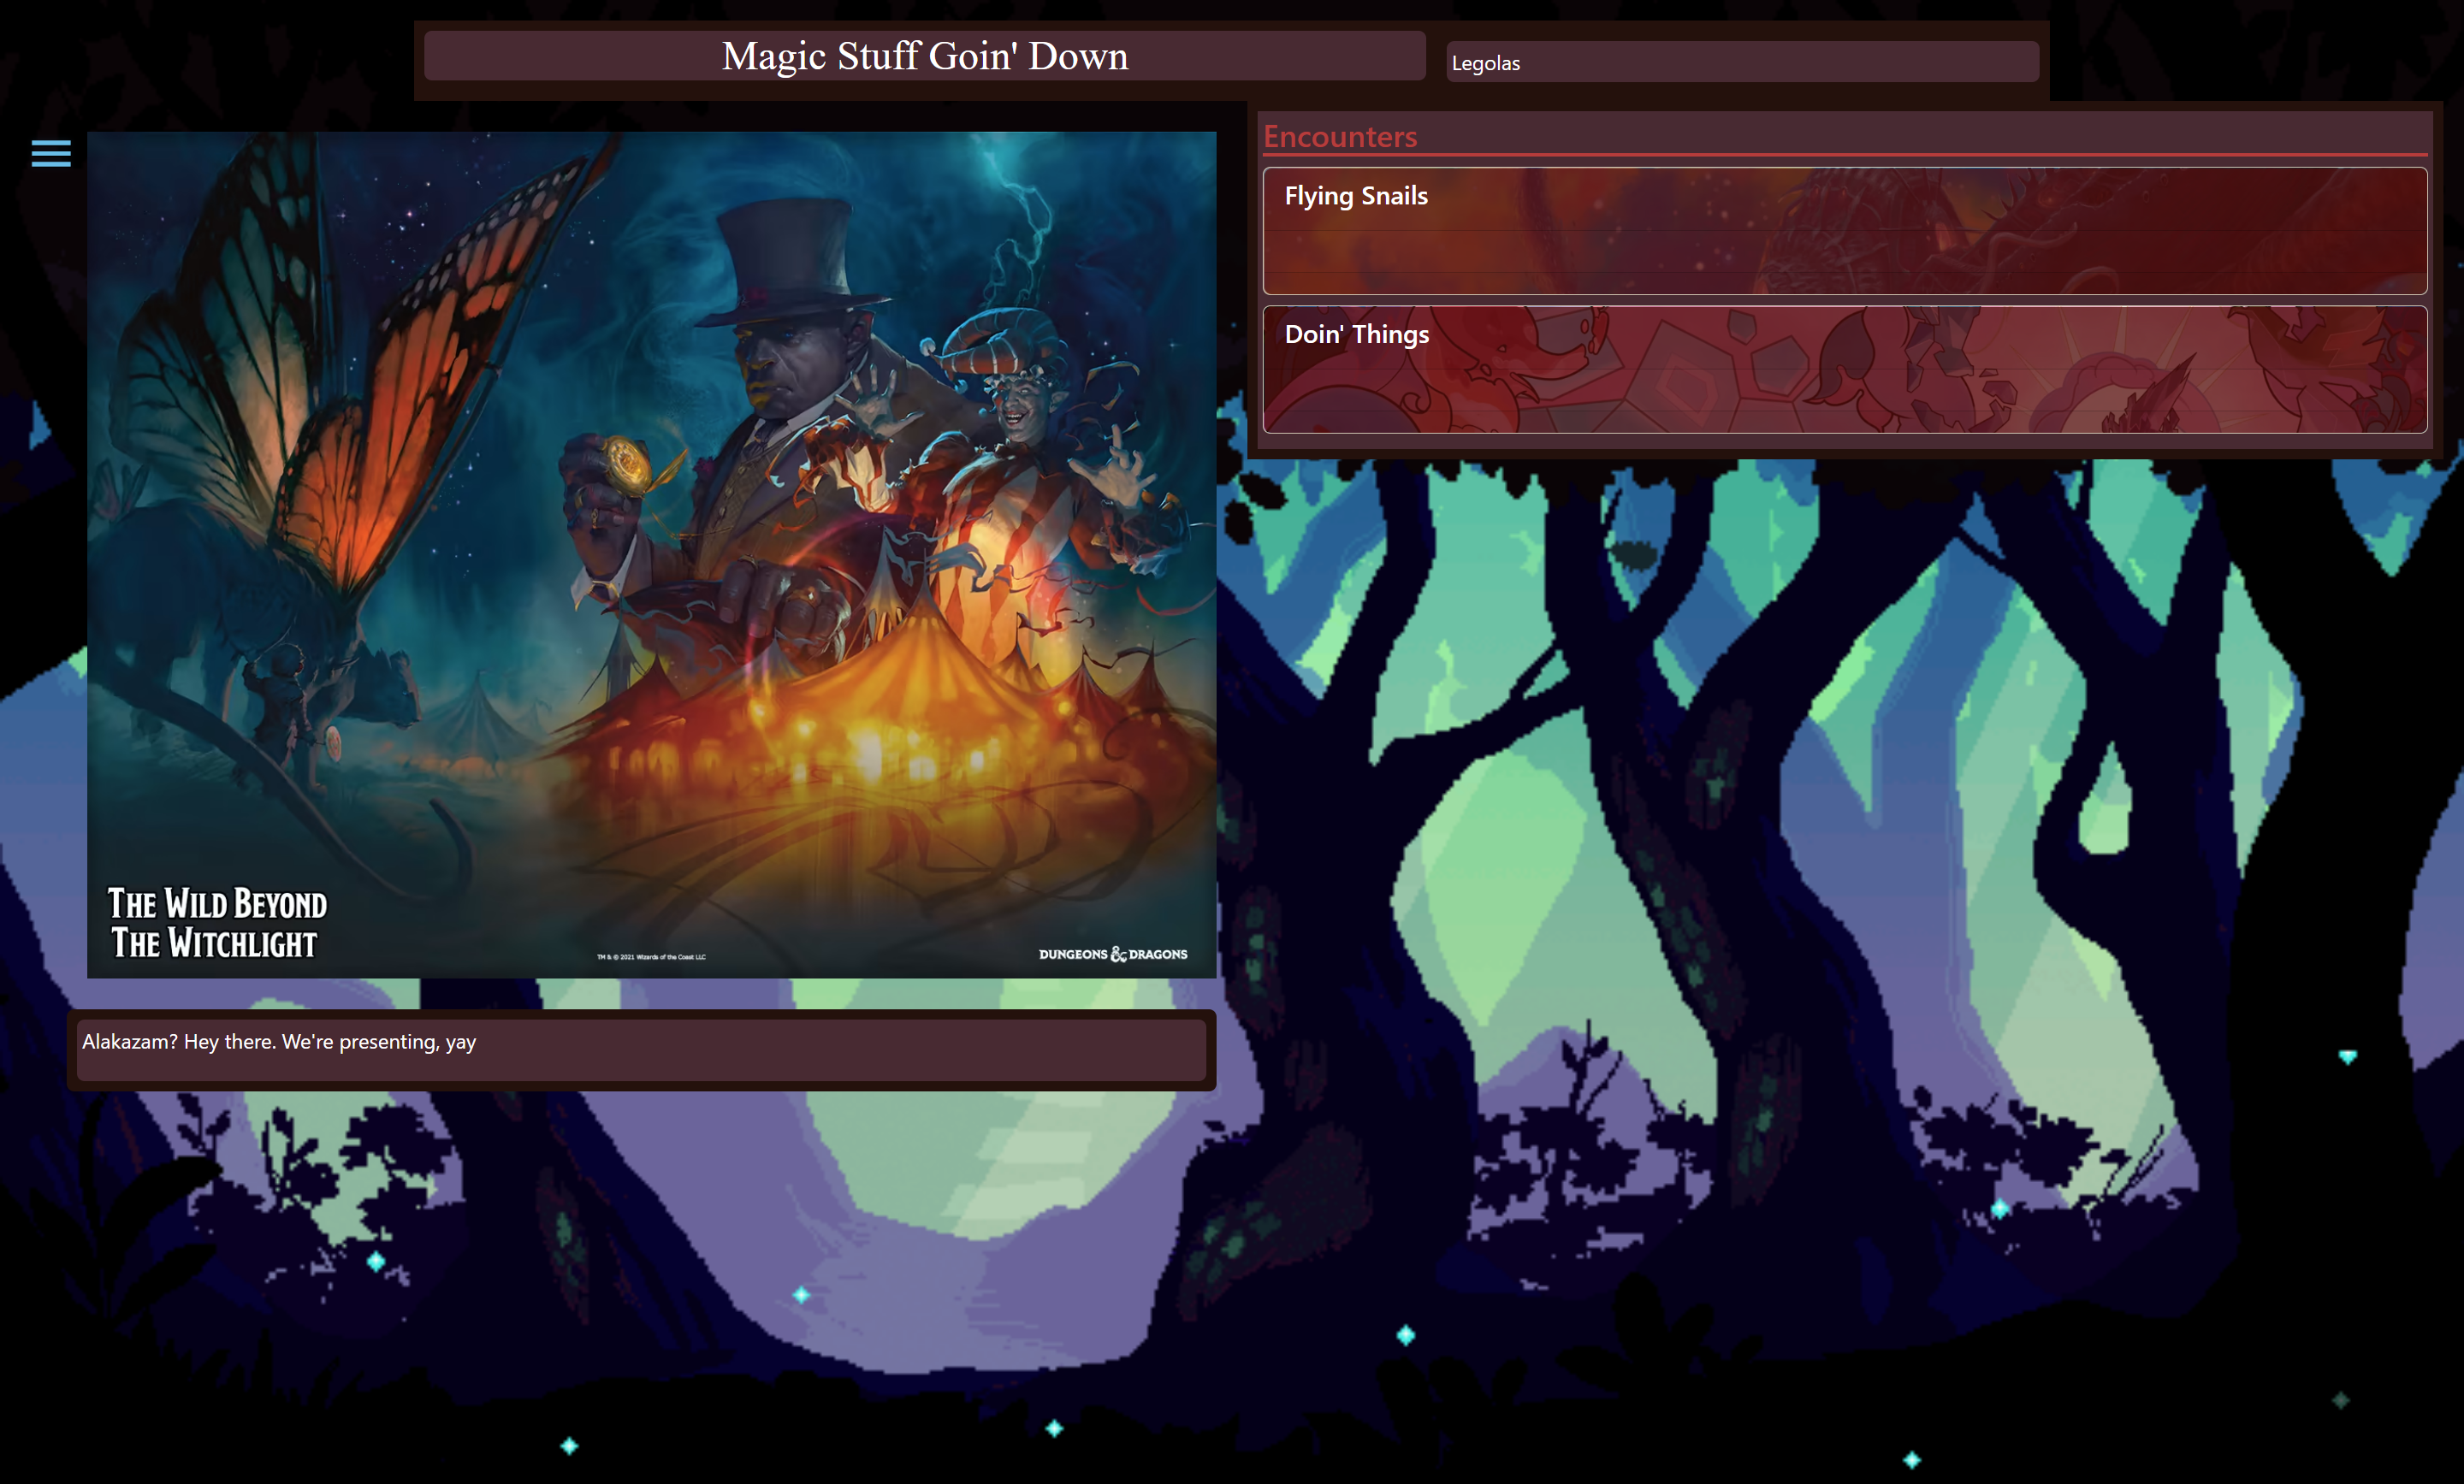 Magic Stuff Goin' Down
Legolas
Encounters
Flying Snails
Doin' Things
THE WILD BEYOND
THE WITCHLIGHT
TM & © 2021 Wizards of the Coast LLC
DUNGEONS & DRAGONS
Alakazam? Hey there. We're presenting, yay